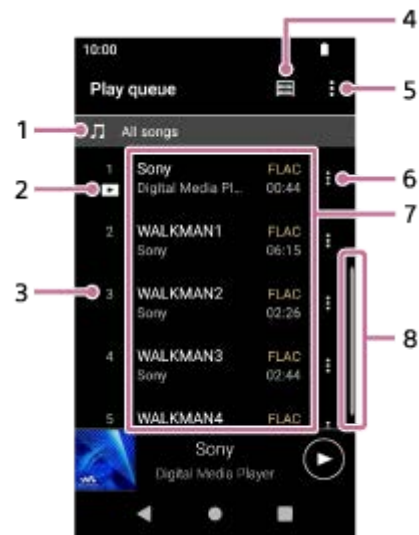 4
10:00
Play queue
5
1
All songs
1
Sony
FLAC
6
2
Digital Media Pl...
00:44
7
2
WALKMAN1
FLAC
Sony
06:15
3
3
WALKMAN2
FLAC
Sony
02:26
8
4
WALKMAN3
FLAC
Sony
02:44
5
WALKMAN4
FLAC
Sony
Digital Media Player